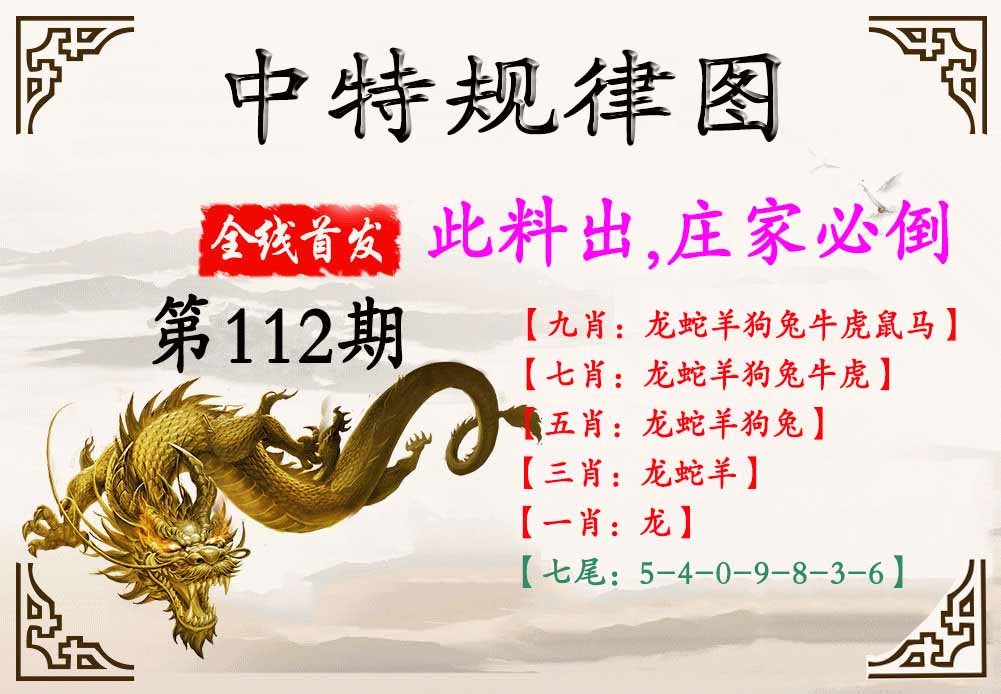 中特规律图
全线首发
此料出,庄家必倒
第112期
【九肖：龙蛇羊狗兔牛虎鼠马】
【七肖：龙蛇羊狗兔牛虎】
【五肖：龙蛇羊狗兔】
【三肖：龙蛇羊】
【一肖：龙】
【七尾：5-4-0-9-8-3-6】